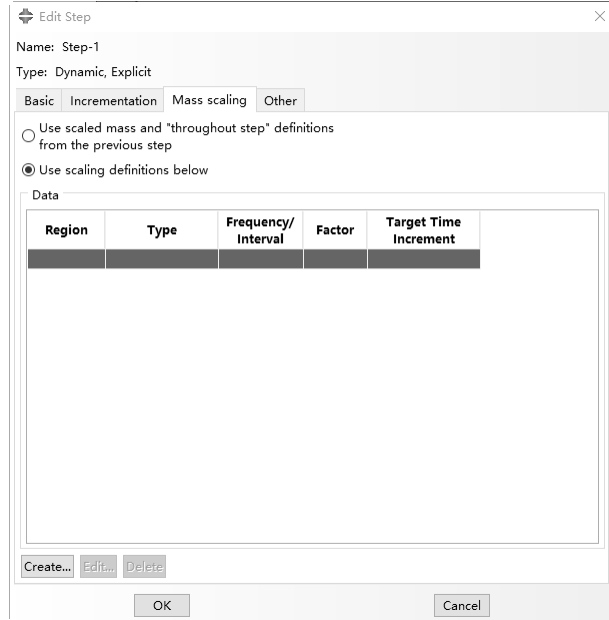 Edit Step
Name: Step-1
Type: Dynamic, Explicit
Basic Incrementation Mass scaling Other
Use scaled mass and "throughout step" definitions
from the previous step
Use scaling definitions below
Data
Region Type Frequency/ Interval Factor Target Time Increment
Create... Edit... Delete
OK Cancel